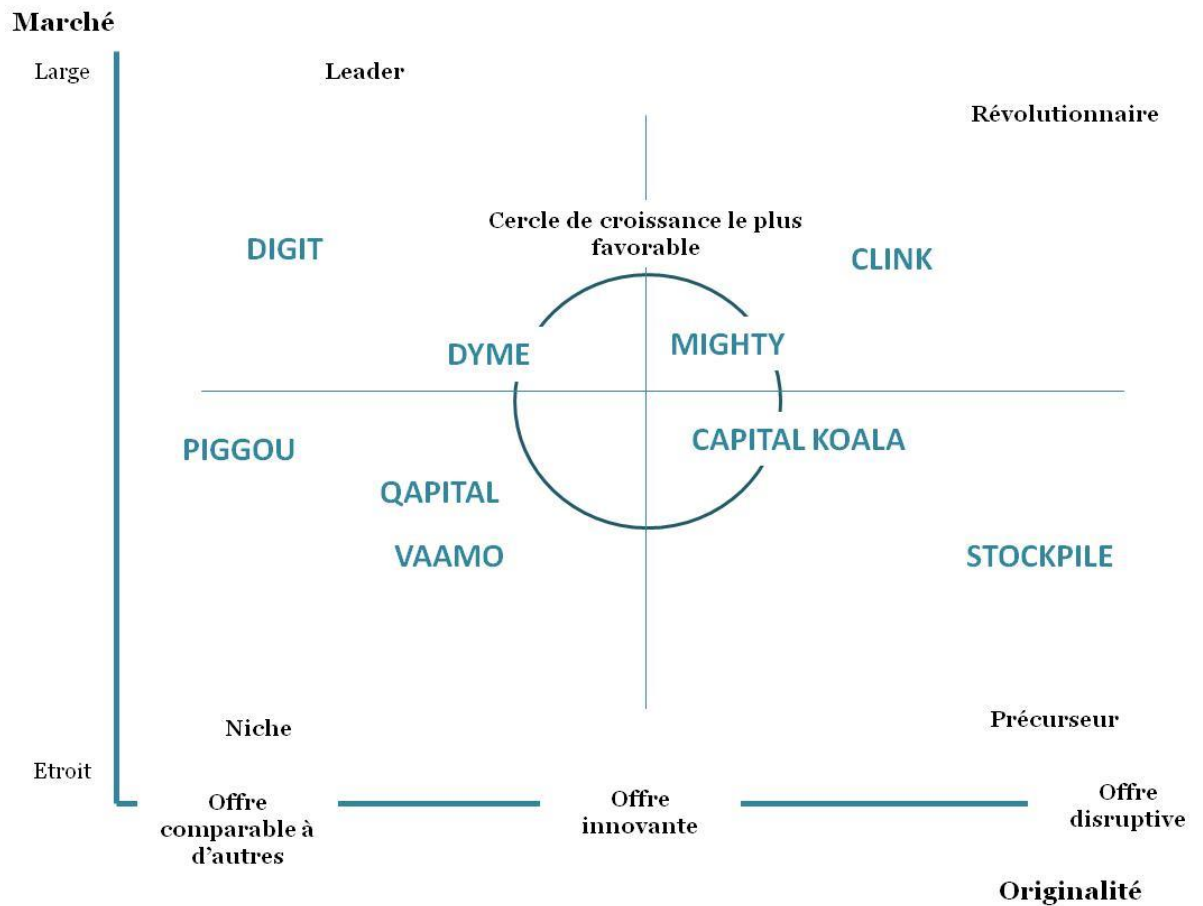 Marché
Large
Leader
Révolutionnaire
Cercle de croissance le plus
favorable
DIGIT
CLINK
DYME
MIGHTY
PIGGOU
CAPITAL KOALA
QAPITAL
VAAMO
STOCKPILE
Niche
Précurseur
Etroit
Offre
comparable à
d'autres
Offre
innovante
Offre
disruptive
Originalité